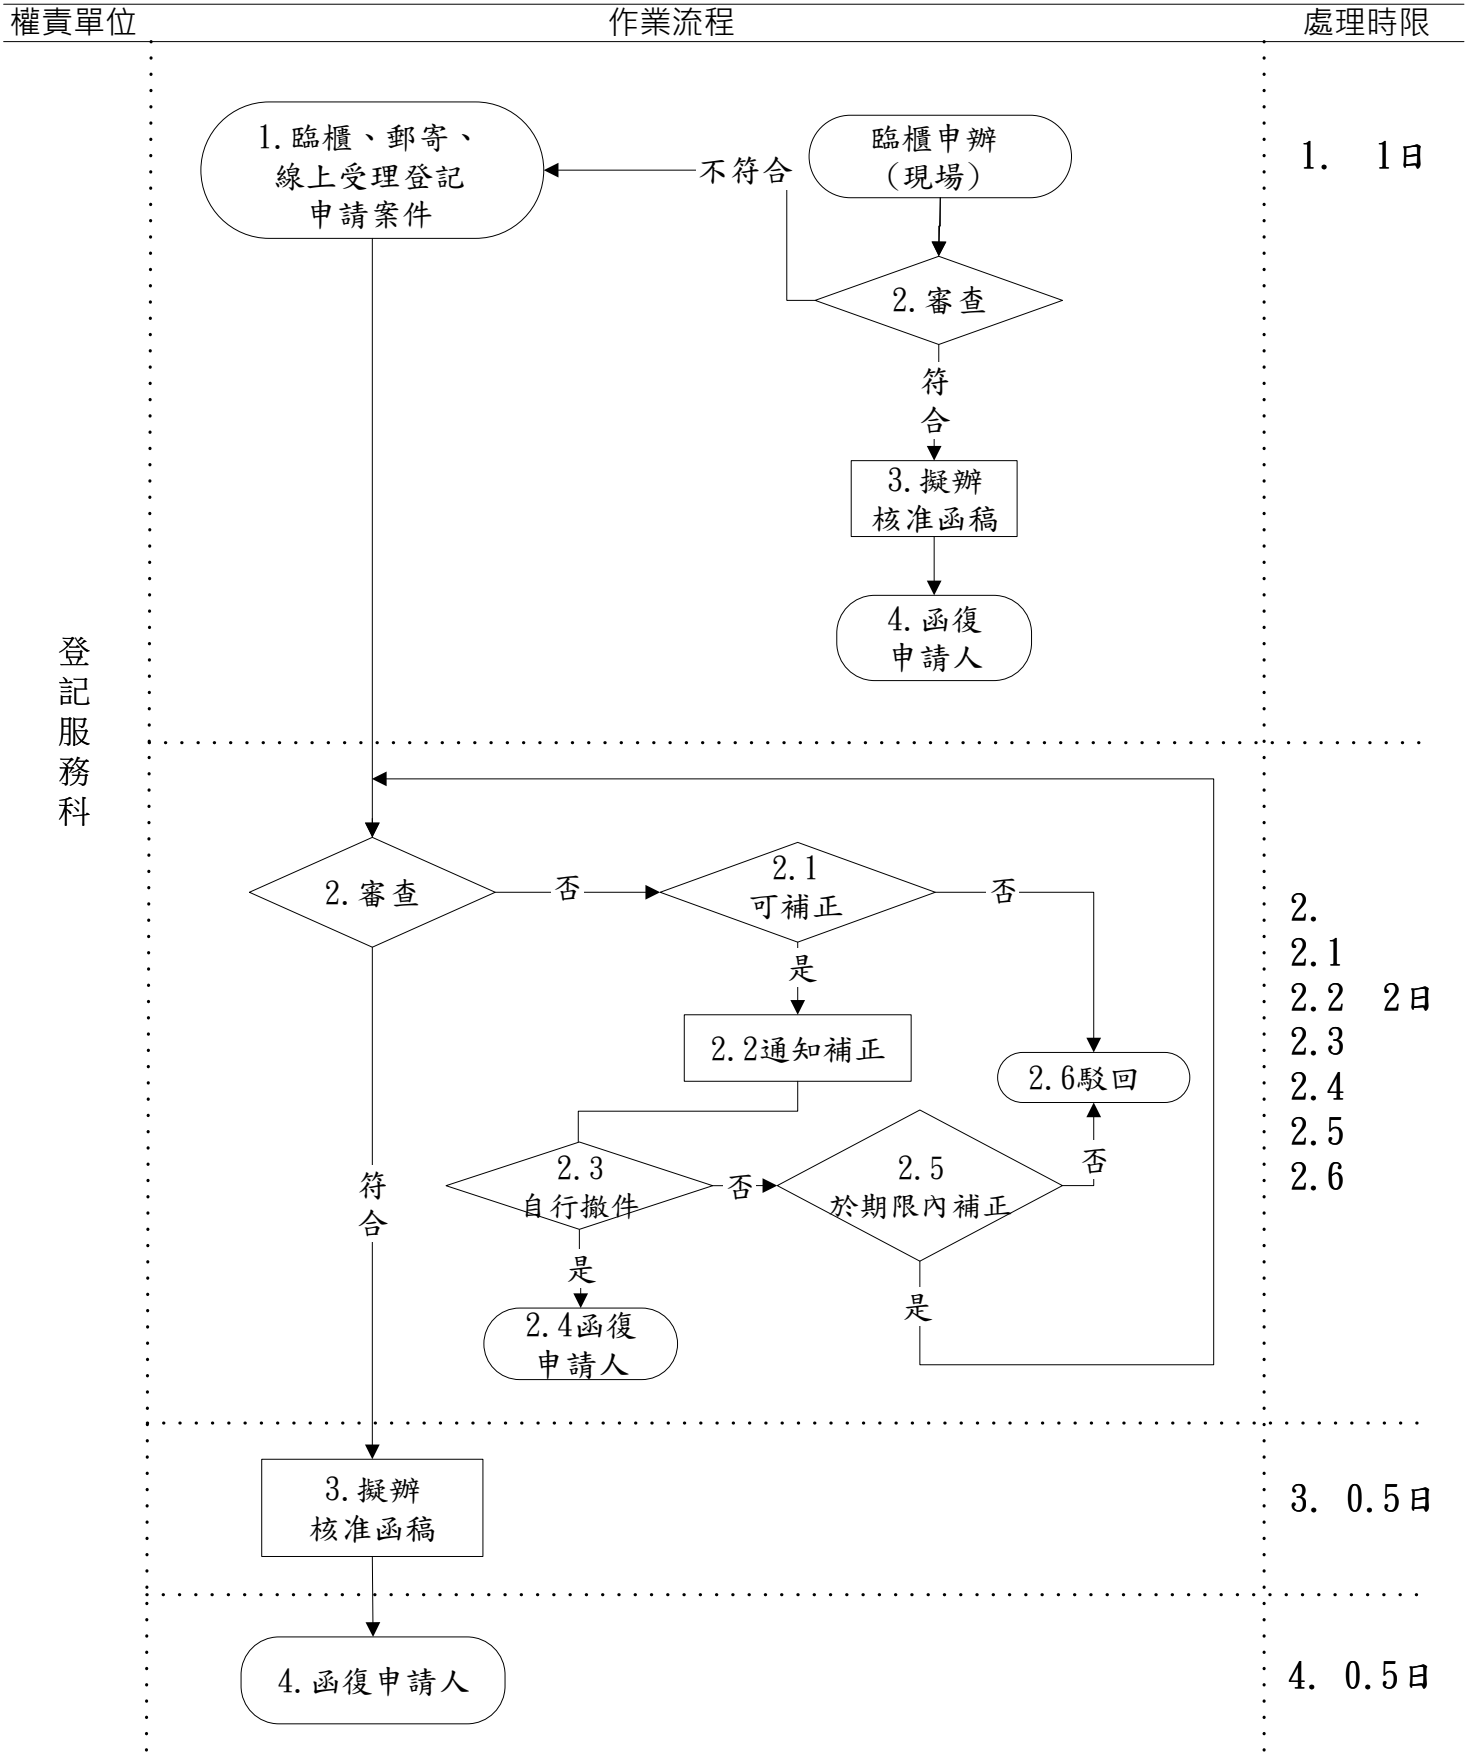 權責單位
作業流程
處理時限
登記服務科
1.臨櫃、郵寄、
線上受理登記
申請案件
不符合
臨櫃申辦
(現場)
1. 1日
2.審查
符
合
3.擬辦
核准函稿
4.函復
申請人
2.審查
否
2.1
可補正
否
是
2.2通知補正
2.6駁回
2.3
自行撤件
否
2.5
於期限內補正
否
是
2.4函復
申請人
是
符
合
2.
2.1
2.2 2日
2.3
2.4
2.5
2.6
3.擬辦
核准函稿
3. 0.5日
4.函復申請人
4. 0.5日